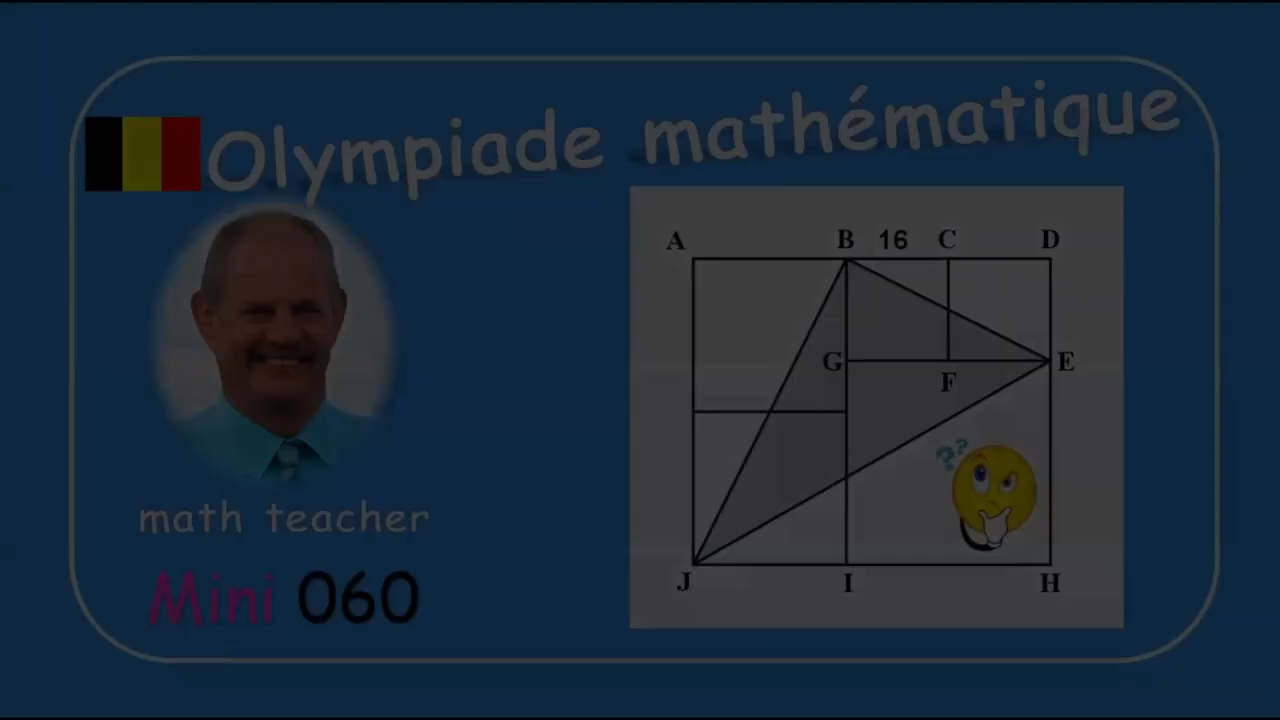 Olympiade mathématique
A B 16 C D
G E
F
??
math teacher
J I H
Mini 060